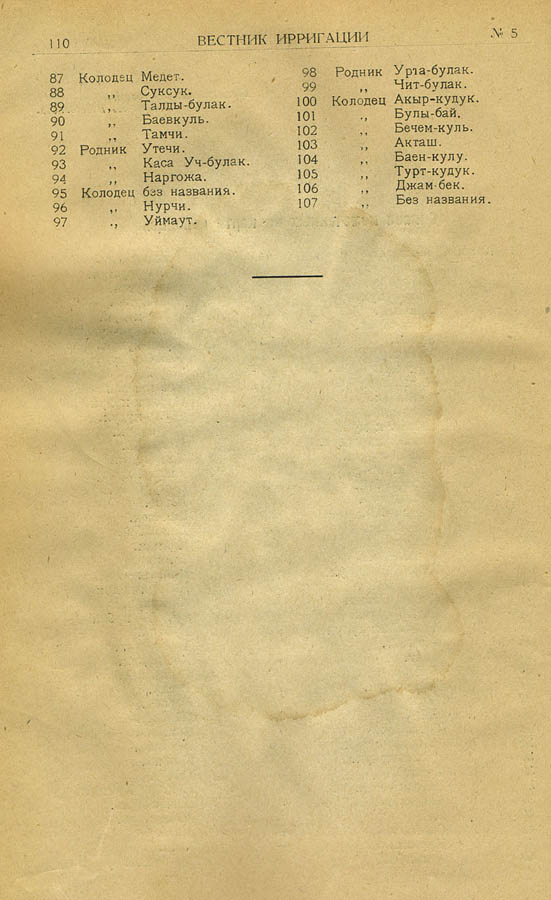 110 ВЕСТНИК ИРРИГАЦИИ № 5
87 Колодец Медет.
88 ,, Суксук.
89 ,, Талды-булак.
90 ,, Баевкуль.
91 ,, Тамчи.
92 Родник Утечи.
93 ,, Каса Уч-булак.
94 ,, Наргожа.
95 Колодец без названия.
96 ,, Нурчи.
97 ,, Уймаут.
98 Родник Урта-булак.
99 ,, Чит-булак.
100 Колодец Акыр-кудук.
101 ,, Булы-бай.
102 ,, Бечем-куль.
103 ,, Акташ.
104 ,, Баен-кулу.
105 ,, Турт-кудук.
106 ,, Джам-бек.
107 ,, Без названия.